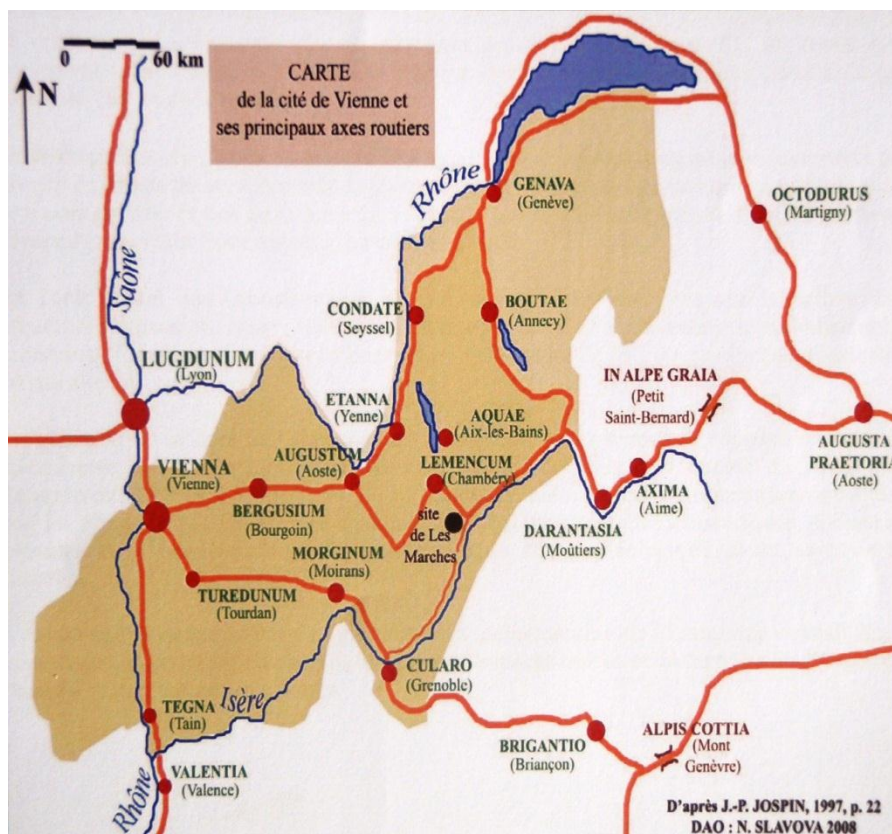 0 60 km
N
CARTE
de la cité de Vienne et
ses principaux axes routiers
Saône
Rhône
GENAVA
(Genève)
OCTODURUS
(Martigny)
CONDATE
(Seyssel)
BOUTAE
(Annecy)
LUGDUNUM
(Lyon)
ETANNA
(Yenne)
IN ALPE GRAIA
(Petit
Saint-Bernard)
AQUAE
(Aix-les-Bains)
AUGUSTA
PRAETORIA
(Aoste)
VIENNA
(Vienne)
AUGUSTUM
(Aoste)
LEMENCUM
(Chambéry)
BERGUSIUM
(Bourgoin)
AXIMA
(Aime)
site
de Les
Marches
DARANTASIA
(Moûtiers)
MORGINUM
(Moirans)
TUREDUNUM
(Tourdan)
CULARO
(Grenoble)
Isère
TEGNA
(Tain)
BRIGANTIO
(Briançon)
ALPIS COTTIA
(Mont
Genèvre)
VALENTIA
(Valence)
Rhône
D'après J.-P. JOSPIN, 1997, p. 22
DAO : N. SLAVOVA 2008